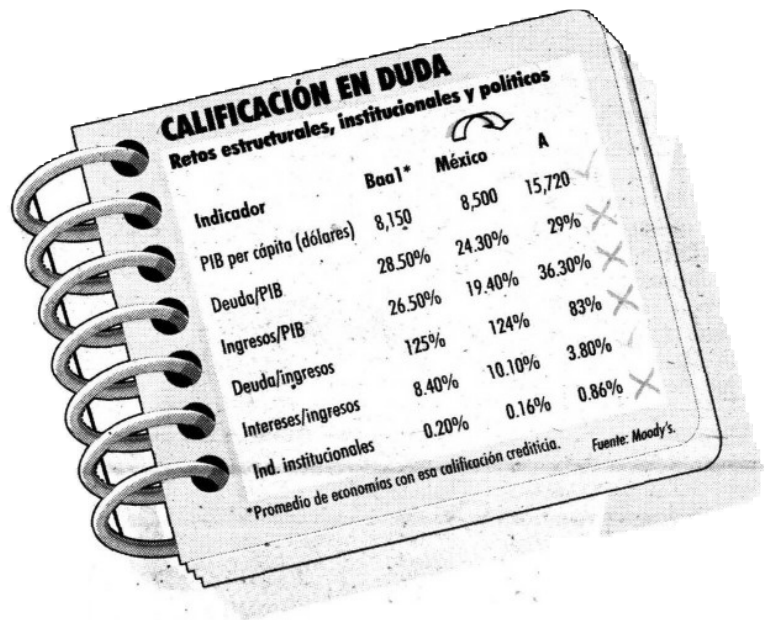 CALIFICACIÓN EN DUDA
Retos estructurales, institucionales y políticos
Indicador Baa1* México A
PIB per cápita (dólares) 8,150 8,500 15,720
Deuda/PIB 28.50% 24.30% 29%
Ingresos/PIB 26.50% 19.40% 36.30%
Deuda/ingresos 125% 124% 83%
Intereses/ingresos 8.40% 10.10% 3.80%
Ind. institucionales 0.20% 0.16% 0.86%
*Promedio de economías con esa calificación crediticia. Fuente: Moody's.